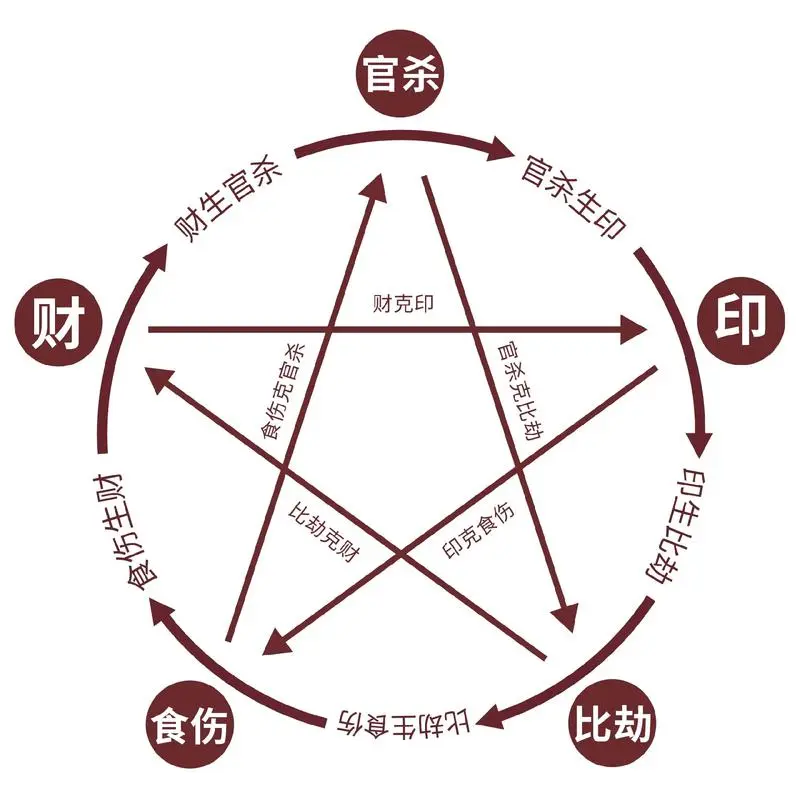 官杀
财生官杀
官杀生印
财
财克印
印
食伤克官杀
官杀克比劫
食伤生财
比劫克财
印克食伤
印生比劫
食伤
比劫生食伤
比劫